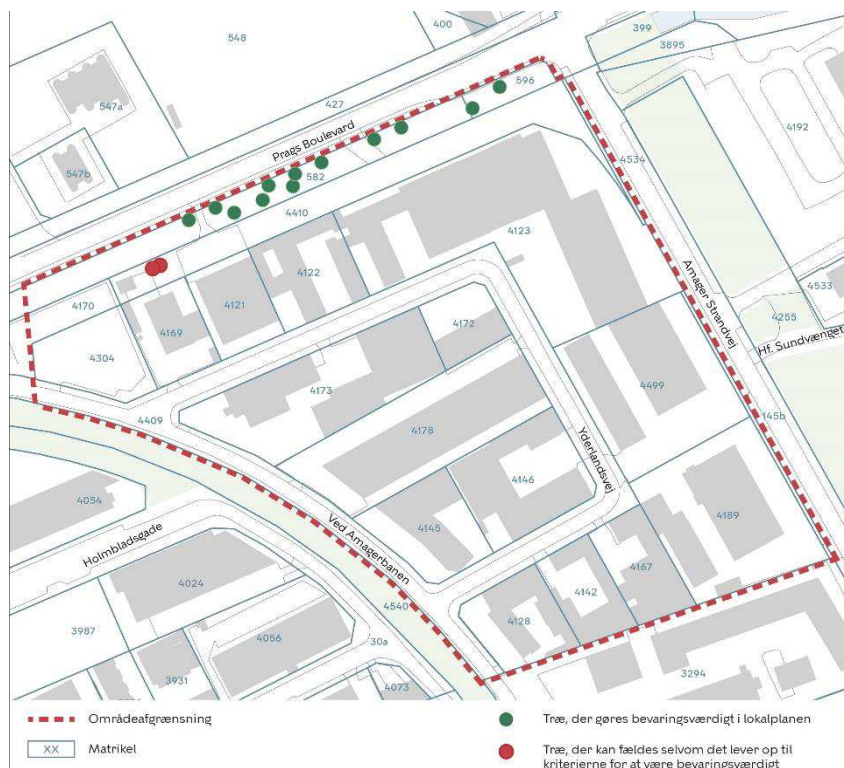 548
400
399
3895
547a
427
596
4192
Prags Boulevard
4534
547b
582
4410
4123
4122
4170
4121
4169
4533
4255
Amager Strandvej
Hf. Sundvænget
4304
4172
4173
4499
4409
145b
4178
Yderlandsvej
4146
4054
4145
4189
Holmbladsgade
Ved Amagerbanen
4167
4024
4142
4540
4128
3987
30a
4056
3931
4073
3294
Områdeafgrænsning
Træ, der gøres bevaringsværdigt i lokalplanen
XX Matrikel
Træ, der kan fældes selvom det lever op til
kriterierne for at være bevaringsværdigt